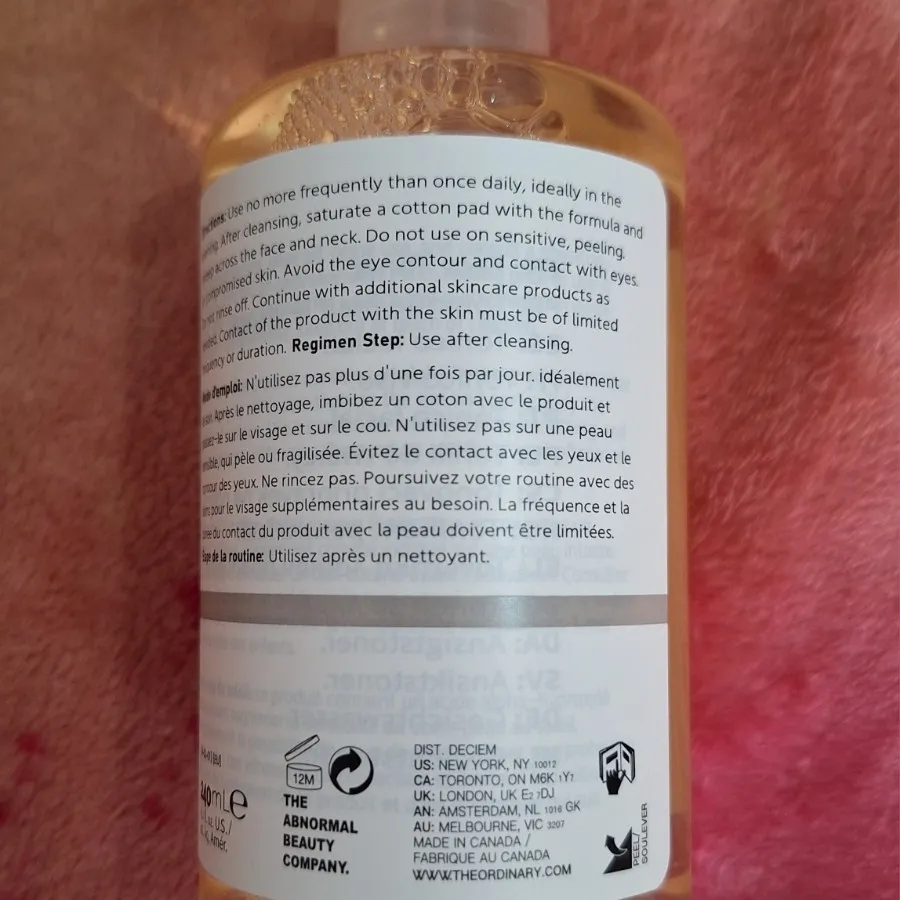 Use no more frequently than once daily, ideally in the
After cleansing, saturate a cotton pad with the formula and
across the face and neck. Do not use on sensitive, peeling,
skin. Avoid the eye contour and contact with eyes.
rinse off. Continue with additional skincare products as
Contact of the product with the skin must be of limited
or duration. Regimen Step: Use after cleansing.
d'emploi: N'utilisez pas plus d'une fois par jour. idéalement
Après le nettoyage, imbibez un coton avec le produit et
sur le visage et sur le cou. N'utilisez pas sur une peau
qui pèle ou fragilisée. Évitez le contact avec les yeux et le
des yeux. Ne rincez pas. Poursuivez votre routine avec des
pour le visage supplémentaires au besoin. La fréquence et la
du contact du produit avec la peau doivent être limitées.
de la routine: Utilisez après un nettoyant.
DA: Ansigtstoner.
SV: Ansiktstoner.
12M
THE
ABNORMAL
BEAUTY
COMPANY.
mL e
US./
Amér.
DIST. DECIEM
US: NEW YORK, NY 10012
CA: TORONTO, ON M6K 1Y7
UK: LONDON, UK E2 7DJ
AN: AMSTERDAM, NL 1016 GK
AU: MELBOURNE, VIC 3207
MADE IN CANADA /
FABRIQUÉ AU CANADA
WWW.THEORDINARY.COM
PEEL/
SOULEVER